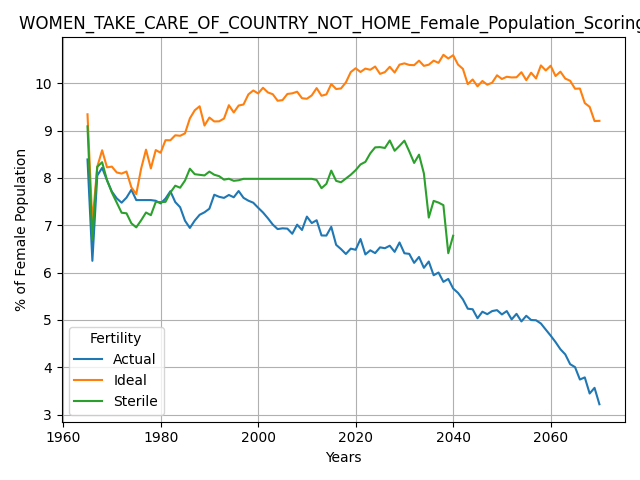 WOMEN_TAKE_CARE_OF_COUNTRY_NOT_HOME_Female_Population_Scoring
% of Female Population
10
9
8
7
6
5
4
3
Fertility
Actual
Ideal
Sterile
1960 1980 2000 2020 2040 2060
Years